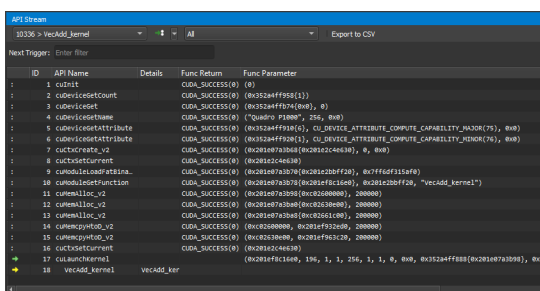 API Stream
10336 > VecAdd_kernel All Export to CSV
Next Trigger: Enter filter
ID API Name Details Func Return Func Parameter
1 cuInit CUDA_SUCCESS(0) (0)
2 cuDeviceGetCount CUDA_SUCCESS(0) (0x352a4ff958{1})
3 cuDeviceGet CUDA_SUCCESS(0) (0x352a4ffb74{0x0}, 0)
4 cuDeviceGetName CUDA_SUCCESS(0) ("Quadro P1000", 256, 0x0)
5 cuDeviceGetAttribute CUDA_SUCCESS(0) (0x352a4ff910{6}, CU_DEVICE_ATTRIBUTE_COMPUTE_CAPABILITY_MAJOR(75), 0x0)
6 cuDeviceGetAttribute CUDA_SUCCESS(0) (0x352a4ff920{1}, CU_DEVICE_ATTRIBUTE_COMPUTE_CAPABILITY_MINOR(76), 0x0)
7 cuCtxCreate_v2 CUDA_SUCCESS(0) (0x201e07a3b68{0x201e2c4e630}, 0, 0x0)
8 cuCtxSetCurrent CUDA_SUCCESS(0) (0x201e2c4e630)
9 cuModuleLoadFatBina... CUDA_SUCCESS(0) (0x201e07a3b70{0x201e2bbff20}, 0x7ff6df315af0)
10 cuModuleGetFunction CUDA_SUCCESS(0) (0x201e07a3b78{0x201ef8c16e0}, 0x201e2bbff20, "VecAdd_kernel")
11 cuMemAlloc_v2 CUDA_SUCCESS(0) (0x201e07a3b98{0xc02600000}, 200000)
12 cuMemAlloc_v2 CUDA_SUCCESS(0) (0x201e07a3ba0{0xc02630e00}, 200000)
13 cuMemAlloc_v2 CUDA_SUCCESS(0) (0x201e07a3ba8{0xc02661c00}, 200000)
14 cuMemcpyHtoD_v2 CUDA_SUCCESS(0) (0xc02600000, 0x201ef932ed0, 200000)
15 cuMemcpyHtoD_v2 CUDA_SUCCESS(0) (0xc02630e00, 0x201ef963c20, 200000)
16 cuCtxSetCurrent CUDA_SUCCESS(0) (0x201e2c4e630)
17 cuLaunchKernel (0x201ef8c16e0, 196, 1, 1, 256, 1, 1, 0, 0x0, 0x352a4ff888{0x201e07a3b98}, 0x
18 VecAdd_kernel VecAdd_ker